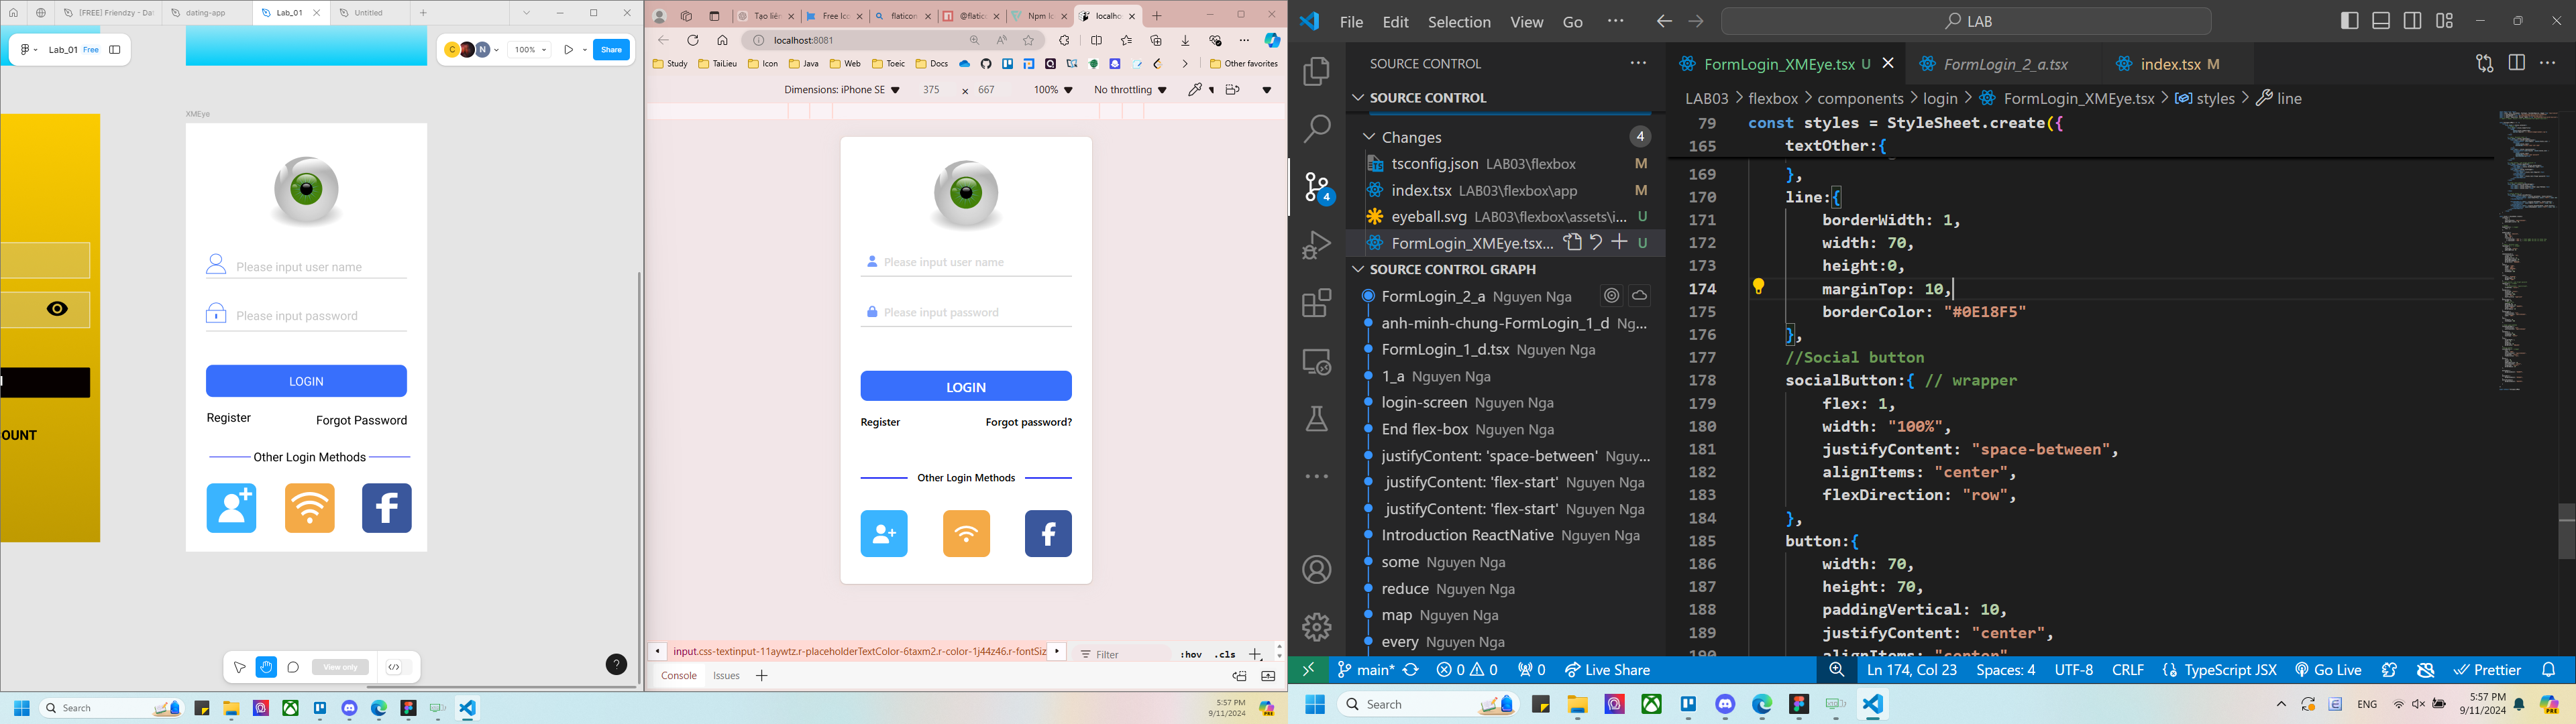 [FREE] Friendzy - Dat
dating-app
Lab_01
Untitled
Lab_01 Free
C
N
100%
Share
XMEye
Please input user name
Please input password
LOGIN
Register
Forgot Password
Other Login Methods
OUNT
View only
?
Search
Tạo liên
Free Ico
flaticon
@flatico
Npm Ic
localho
localhost:8081
Study
TaiLieu
Icon
Java
Web
Toeic
Docs
Other favorites
Dimensions: iPhone SE
375
×
667
100%
No throttling
Please input user name
Please input password
LOGIN
Register
Forgot password?
Other Login Methods
input.css-textinput-11aywtz.r-placeholderTextColor-6taxm2.r-color-1j44z46.r-fontSiz
Filter
:hov
.cls
Console
Issues
5:57 PM
9/11/2024
File
Edit
Selection
View
Go
LAB
SOURCE CONTROL
SOURCE CONTROL
Changes
4
4
tsconfig.json LAB03\flexbox M
index.tsx LAB03\flexbox\app M
eyeball.svg LAB03\flexbox\assets\i... U
FormLogin_XMEye.tsx... U
SOURCE CONTROL GRAPH
FormLogin_2_a Nguyen Nga
anh-minh-chung-FormLogin_1_d Ng...
FormLogin_1_d.tsx Nguyen Nga
1_a Nguyen Nga
login-screen Nguyen Nga
End flex-box Nguyen Nga
justifyContent: 'space-between' Nguy...
justifyContent: 'flex-start' Nguyen Nga
justifyContent: 'flex-start' Nguyen Nga
Introduction ReactNative Nguyen Nga
some Nguyen Nga
reduce Nguyen Nga
map Nguyen Nga
every Nguyen Nga
FormLogin_XMEye.tsx U
FormLogin_2_a.tsx
index.tsx M
LAB03 > flexbox > components > login > FormLogin_XMEye.tsx > styles > line
79 const styles = StyleSheet.create({
165 textOther:{
169 },
170 line:{
171 borderWidth: 1,
172 width: 70,
173 height:0,
174 marginTop: 10,
175 borderColor: "#0E18F5"
176 },
177 //Social button
178 socialButton:{ // wrapper
179 flex: 1,
180 width: "100%",
181 justifyContent: "space-between",
182 alignItems: "center",
183 flexDirection: "row",
184 },
185 button:{
186 width: 70,
187 height: 70,
188 paddingVertical: 10,
189 justifyContent: "center",
190 alignItems: "center",
main*
0
0
0
Live Share
Ln 174, Col 23
Spaces: 4
UTF-8
CRLF
TypeScript JSX
Go Live
Prettier
Search
ENG
5:57 PM
9/11/2024